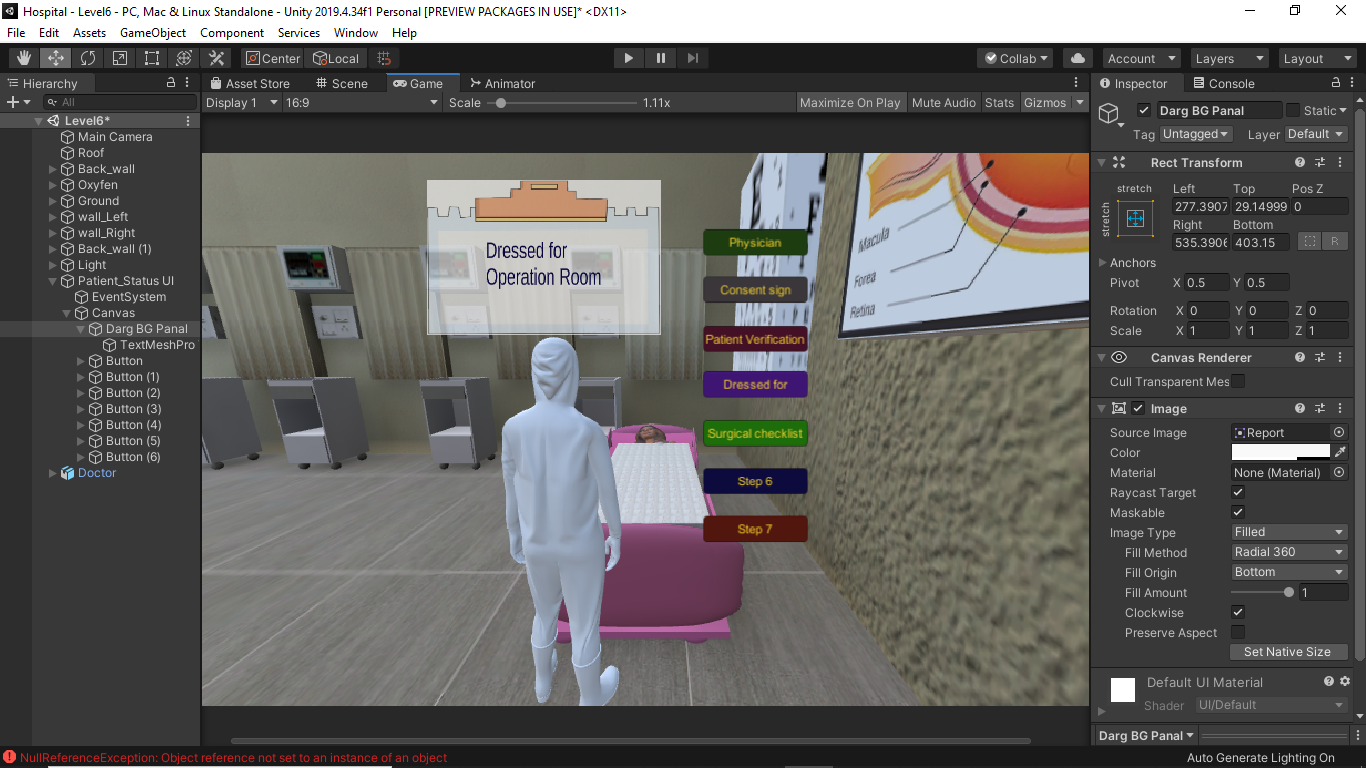 Hospital - Level6 - PC, Mac & Linux Standalone - Unity 2019.4.34f1 Personal [PREVIEW PACKAGES IN USE]* <DX11>
File Edit Assets GameObject Component Services Window Help
Center Local Collab Account Layers Layout
Hierarchy Asset Store Scene Game Animator Inspector Console
All Display 1 16:9 Scale 1.11x Maximize On Play Mute Audio Stats Gizmos
Level6*
Main Camera
Roof
Back_wall
Oxyfen
Ground
wall_Left
wall_Right
Back_wall (1)
Light
Patient_Status UI
EventSystem
Canvas
Darg BG Panal
TextMeshPro
Button
Button (1)
Button (2)
Button (3)
Button (4)
Button (5)
Button (6)
Doctor
Dressed for
Operation Room
Physician
Consent sign
Patient Verification
Dressed for
Surgical checklist
Step 6
Step 7
Macula
Forea
Retina
Darg BG Panal Static
Tag Untagged Layer Default
Rect Transform
stretch Left Top Pos Z
stretch 277.3907 29.14999 0
Right Bottom
535.3906 403.15 R
Anchors
Pivot X 0.5 Y 0.5
Rotation X 0 Y 0 Z 0
Scale X 1 Y 1 Z 1
Canvas Renderer
Cull Transparent Mes
Image
Source Image Report
Color
Material None (Material)
Raycast Target
Maskable
Image Type Filled
Fill Method Radial 360
Fill Origin Bottom
Fill Amount 1
Clockwise
Preserve Aspect
Set Native Size
Default UI Material
Shader UI/Default
Darg BG Panal
NullReferenceException: Object reference not set to an instance of an object
Auto Generate Lighting On